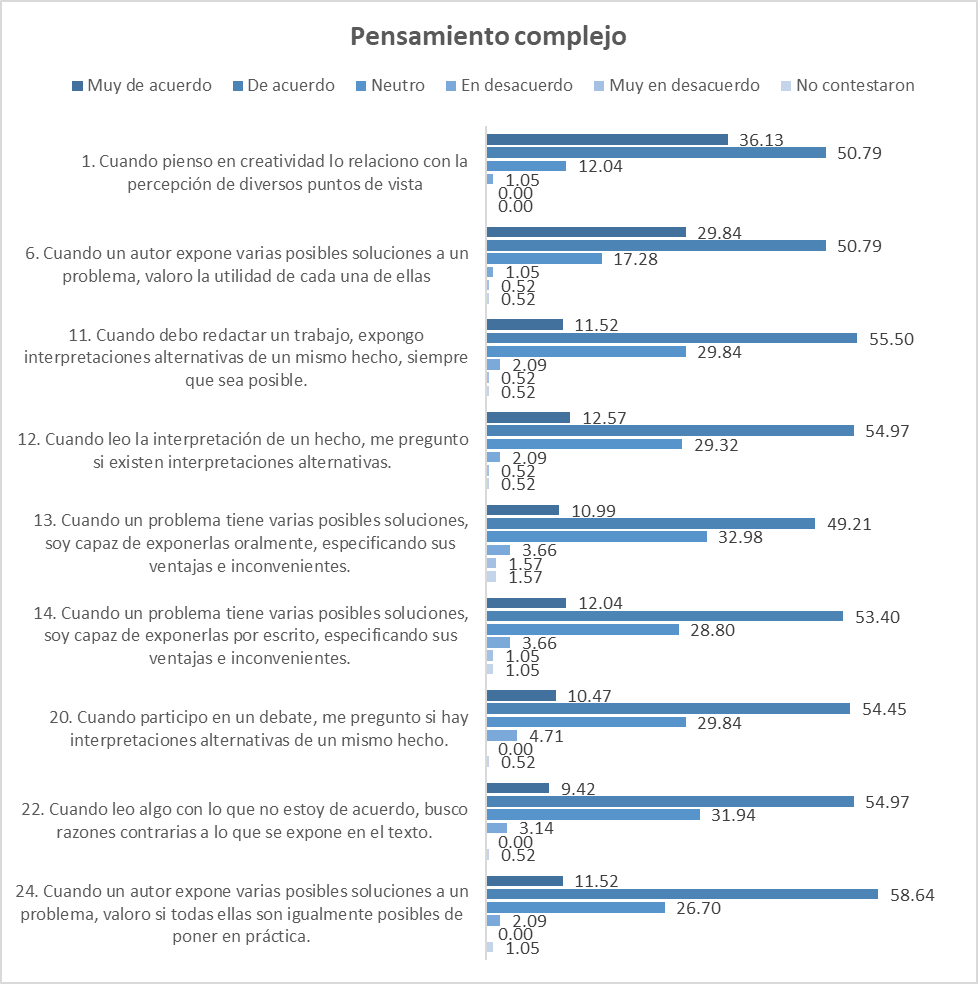 Pensamiento complejo
Muy de acuerdo De acuerdo Neutro En desacuerdo Muy en desacuerdo No contestaron
1. Cuando pienso en creatividad lo relaciono con la
percepción de diversos puntos de vista
36.13
50.79
12.04
1.05
0.00
0.00
6. Cuando un autor expone varias posibles soluciones a un
problema, valoro la utilidad de cada una de ellas
29.84
50.79
17.28
1.05
0.52
0.52
11. Cuando debo redactar un trabajo, expongo
interpretaciones alternativas de un mismo hecho, siempre
que sea posible.
11.52
55.50
29.84
2.09
0.52
0.52
12. Cuando leo la interpretación de un hecho, me pregunto
si existen interpretaciones alternativas.
12.57
54.97
29.32
2.09
0.52
0.52
13. Cuando un problema tiene varias posibles soluciones,
soy capaz de exponerlas oralmente, especificando sus
ventajas e inconvenientes.
10.99
49.21
32.98
3.66
1.57
1.57
14. Cuando un problema tiene varias posibles soluciones,
soy capaz de exponerlas por escrito, especificando sus
ventajas e inconvenientes.
12.04
53.40
28.80
3.66
1.05
1.05
20. Cuando participo en un debate, me pregunto si hay
interpretaciones alternativas de un mismo hecho.
10.47
54.45
29.84
4.71
0.00
0.52
22. Cuando leo algo con lo que no estoy de acuerdo, busco
razones contrarias a lo que se expone en el texto.
9.42
54.97
31.94
3.14
0.00
0.52
24. Cuando un autor expone varias posibles soluciones a un
problema, valoro si todas ellas son igualmente posibles de
poner en práctica.
11.52
58.64
26.70
2.09
0.00
1.05